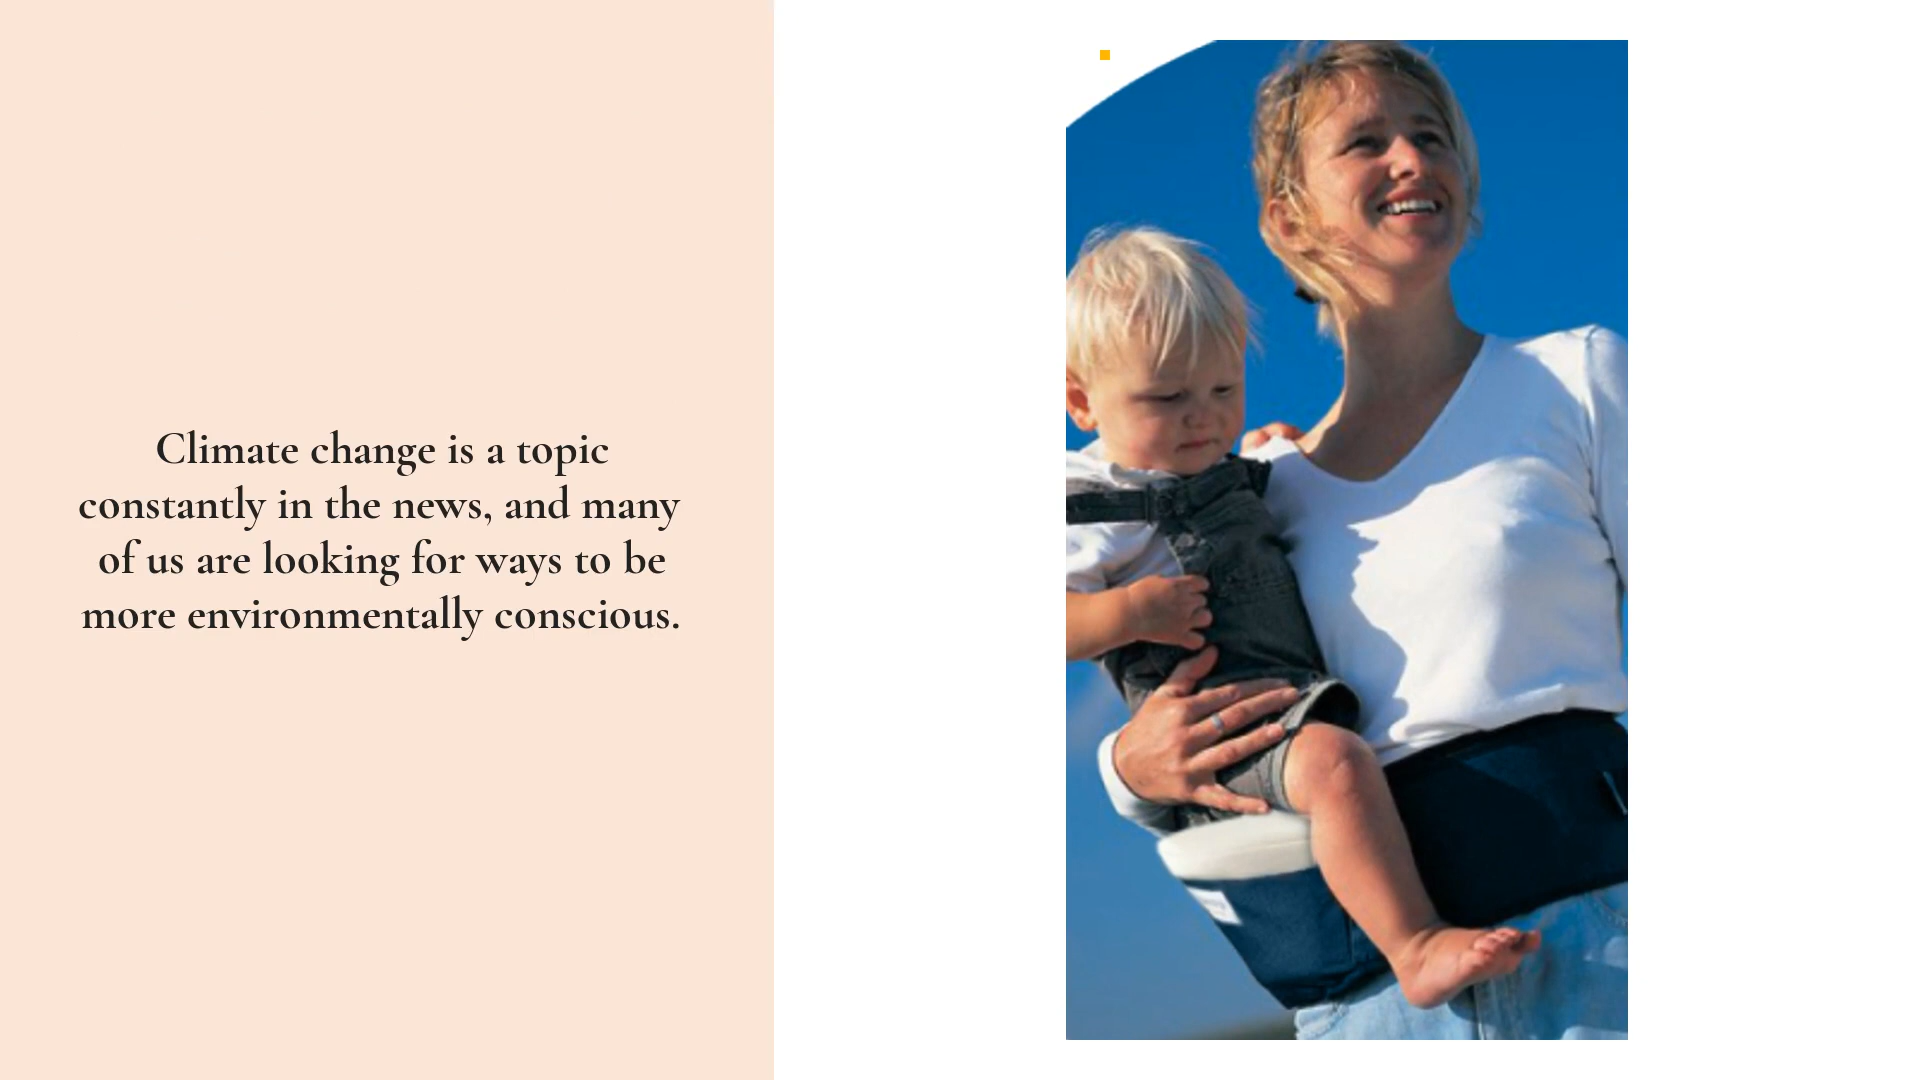 Climate change is a topic
constantly in the news, and many
of us are looking for ways to be
more environmentally conscious.